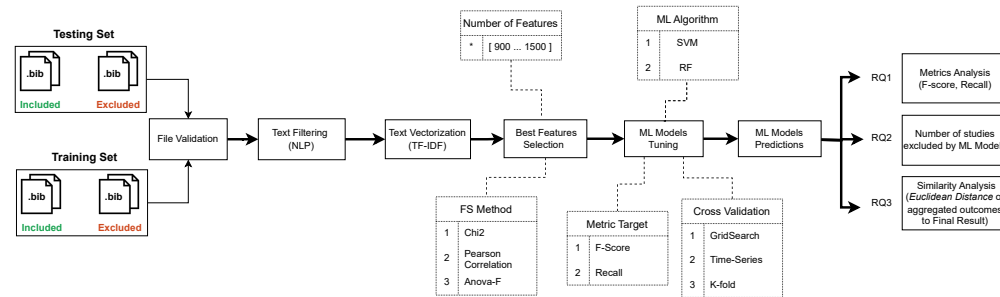 Testing Set
.bib
.bib
Included
Excluded
Training Set
.bib
.bib
Included
Excluded
File Validation
Text Filtering
(NLP)
Text Vectorization
(TF-IDF)
Number of Features
* [ 900 ... 1500 ]
Best Features
Selection
FS Method
1 Chi2
2 Pearson
Correlation
3 Anova-F
ML Algorithm
1 SVM
2 RF
ML Models
Tuning
Metric Target
1 F-Score
2 Recall
Cross Validation
1 GridSearch
2 Time-Series
3 K-fold
ML Models
Predictions
RQ1
Metrics Analysis
(F-score, Recall)
RQ2
Number of studies
excluded by ML Model
RQ3
Similarity Analysis
(Euclidean Distance o
aggregated outcomes
to Final Result)